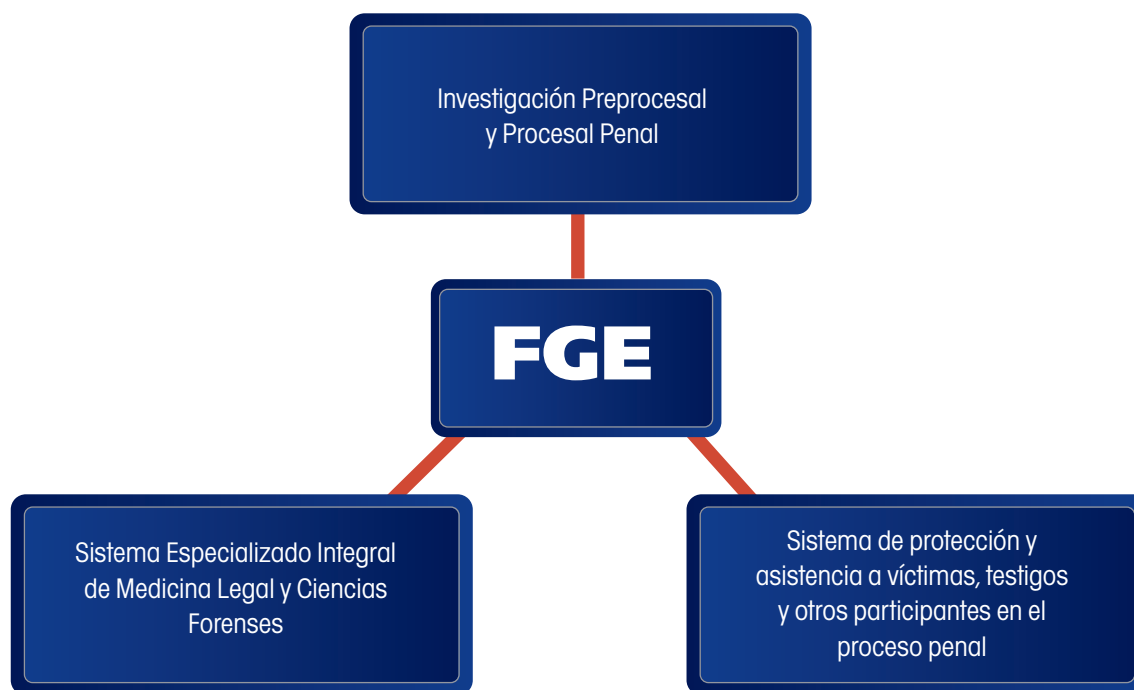 Investigación Preprocesal
y Procesal Penal
FGE
Sistema Especializado Integral
de Medicina Legal y Ciencias
Forenses
Sistema de protección y
asistencia a víctimas, testigos
y otros participantes en el
proceso penal